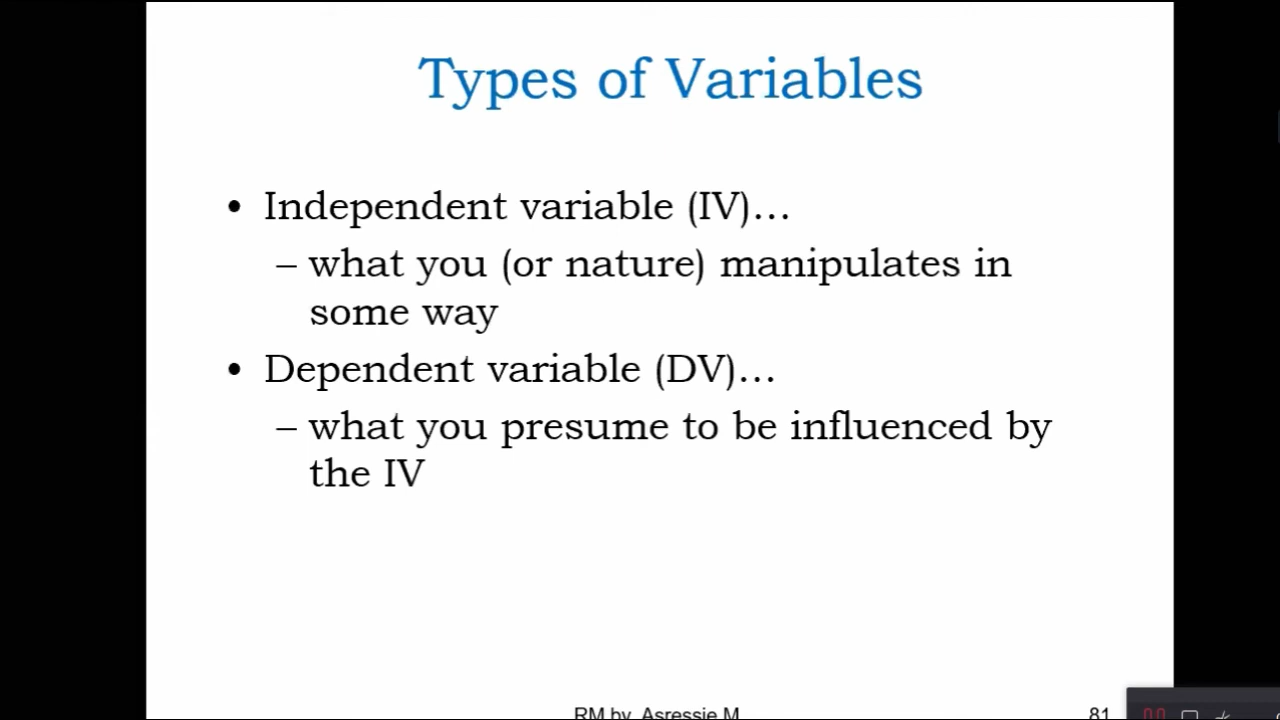 Types of Variables
• Independent variable (IV)…
– what you (or nature) manipulates in
some way
• Dependent variable (DV)…
– what you presume to be influenced by
the IV
RM by Asressie M
81